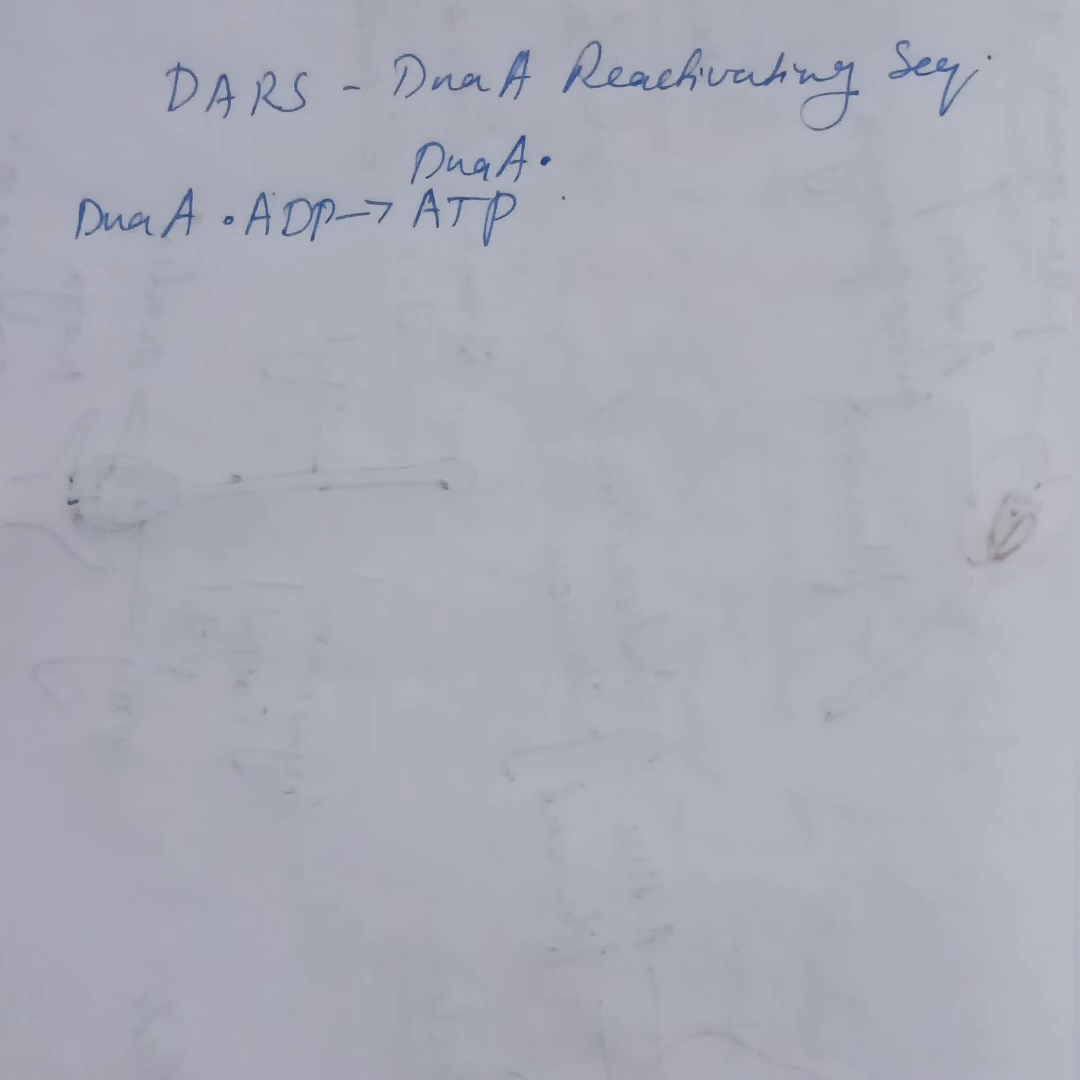 DARS - DnaA Reactivating Seq.
DnaA.
DnaA . ADP → ATP